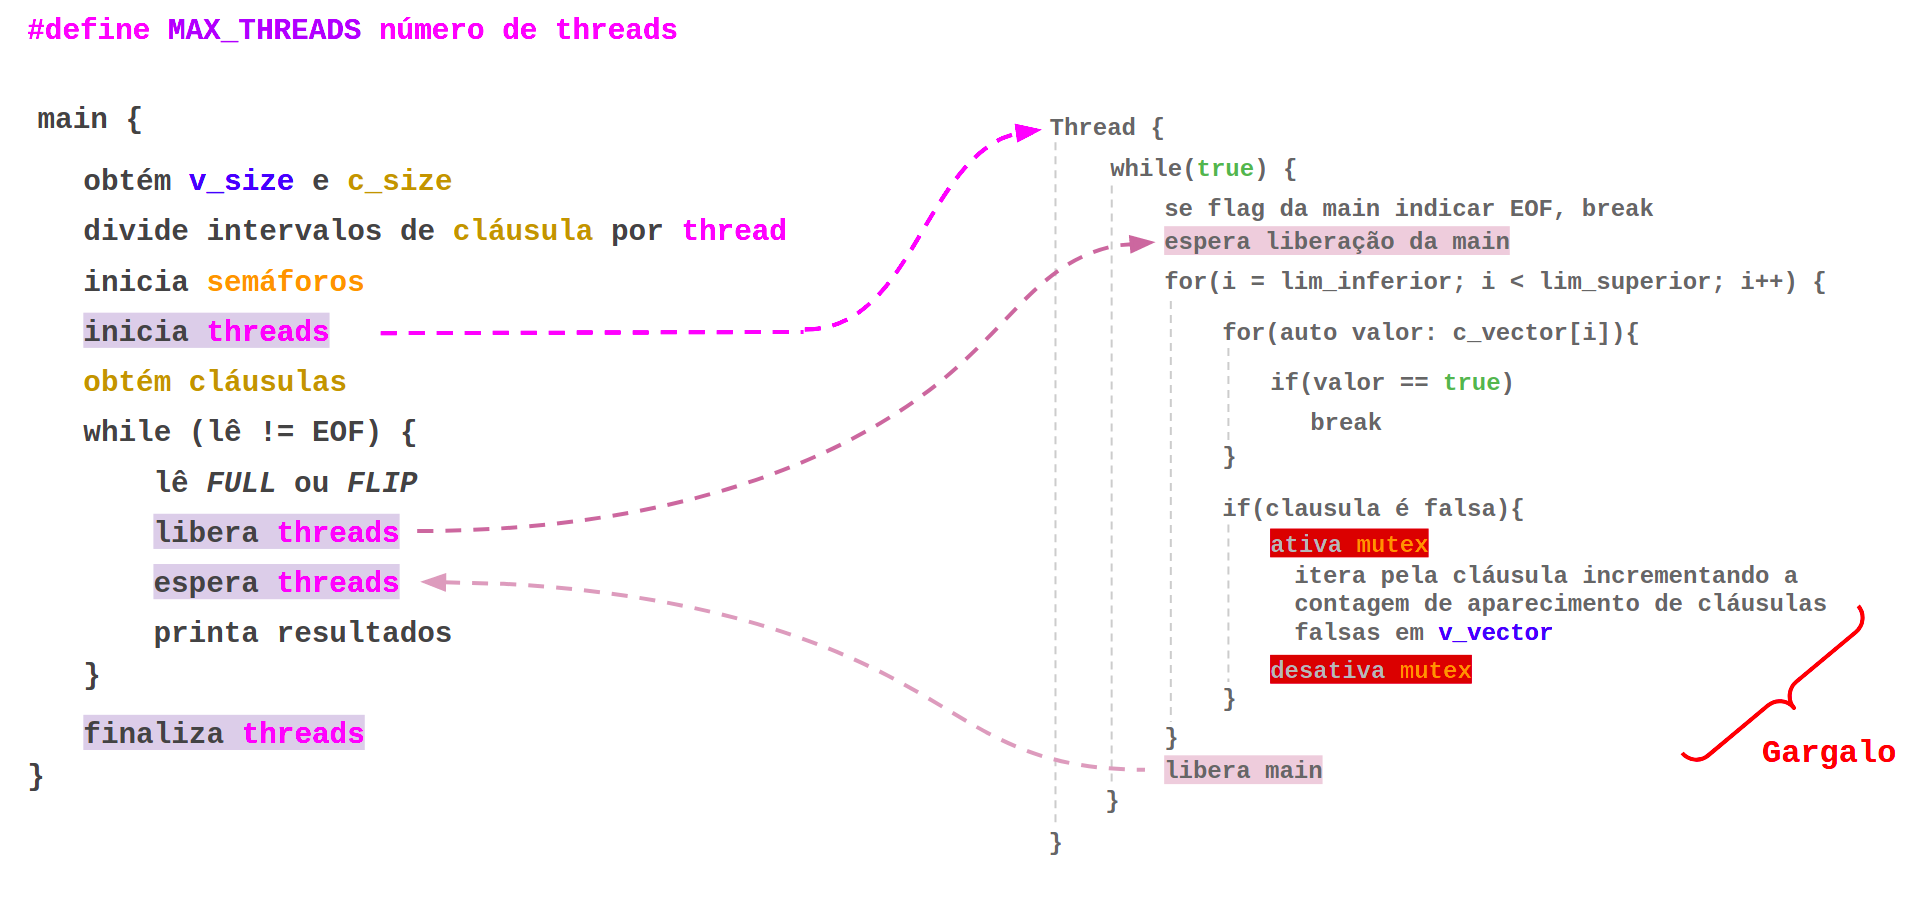 #define MAX_THREADS número de threads
main {
obtém v_size e c_size
divide intervalos de cláusula por thread
inicia semáforos
inicia threads
obtém cláusulas
while (lê != EOF) {
lê FULL ou FLIP
libera threads
espera threads
printa resultados
}
finaliza threads
}
Thread {
while(true) {
se flag da main indicar EOF, break
espera liberação da main
for(i = lim_inferior; i < lim_superior; i++) {
for(auto valor: c_vector[i]){
if(valor == true)
break
}
if(clausula é falsa){
ativa mutex
itera pela cláusula incrementando a
contagem de aparecimento de cláusulas
falsas em v_vector
desativa mutex
}
}
libera main
}
}
Gargalo